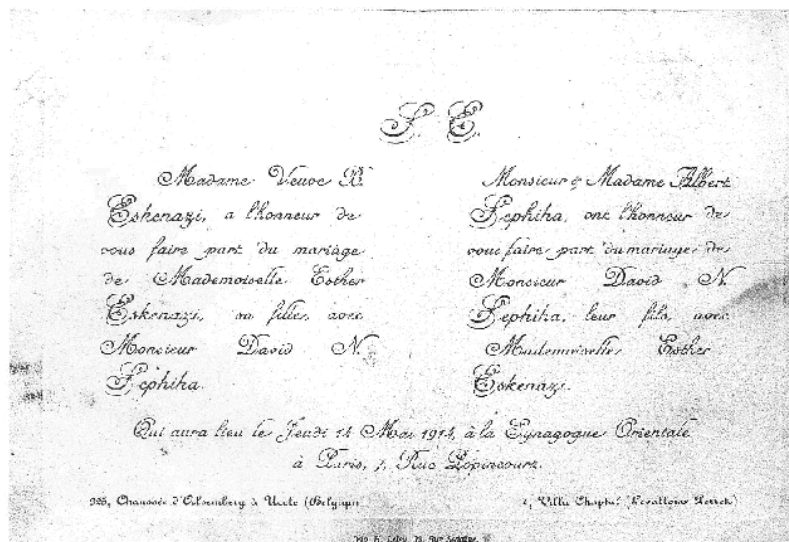 S E
Madame Veuve B.
Eskenazi, a l'honneur de
vous faire part du mariage
de Mademoiselle Esther
Eskenazi, sa fille, avec
Monsieur David N.
Sephiha.
Monsieur & Madame Albert
Sephiha, ont l'honneur de
vous faire part du mariage de
Monsieur David N.
Sephiha, leur fils, avec
Mademoiselle Esther
Eskenazi.
Qui aura lieu le Jeudi 14 Mai 1914, à la Synagogue Orientale
à Paris, 7, Rue Popincourt.
Chaussée d'Alsemberg à Uccle (Belgique)
Villa Chaptal (Levallois Perret)